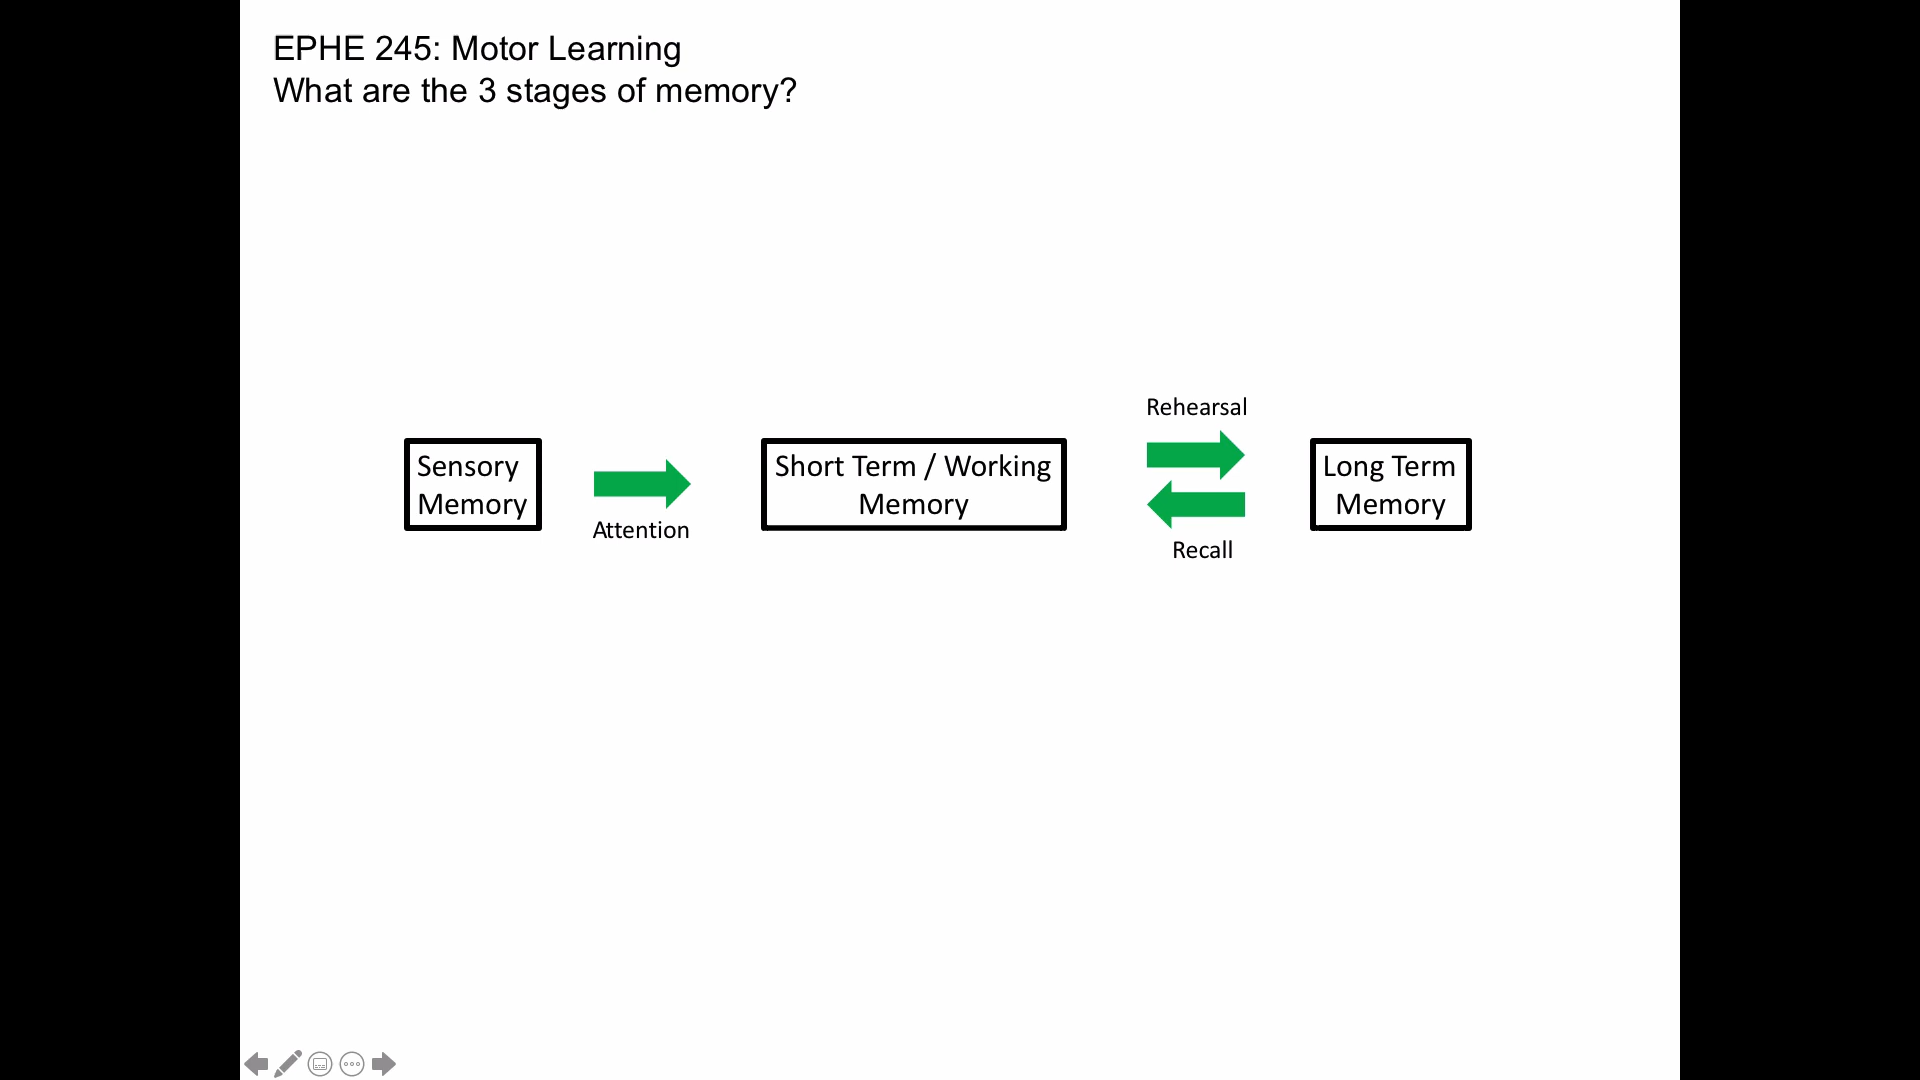 EPHE 245: Motor Learning
What are the 3 stages of memory?
Sensory
Memory
Attention
Short Term / Working
Memory
Rehearsal
Recall
Long Term
Memory